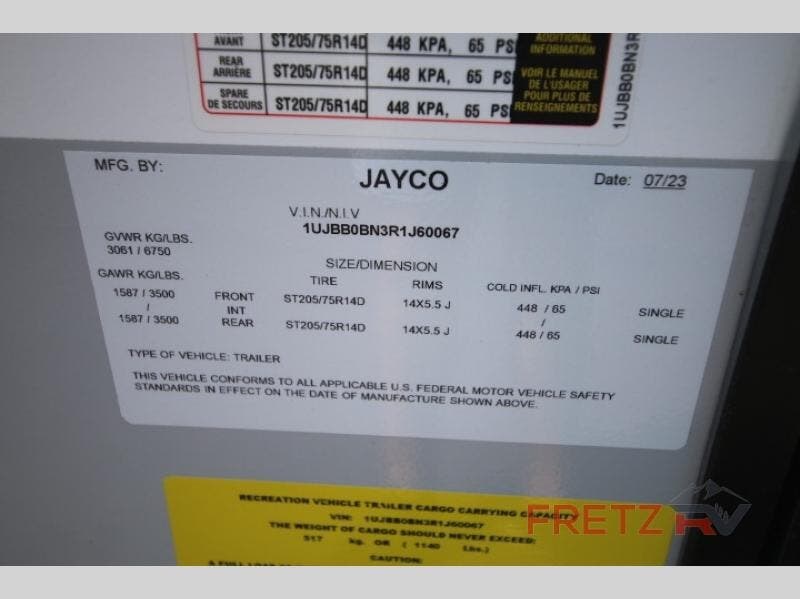 AVANT ST205/75R14D 448 KPA, 65 PSI
ADDITIONAL
INFORMATION
REAR
ARRIÈRE ST205/75R14D 448 KPA, 65 PSI
VOIR LE MANUEL
DE L'USAGER
POUR PLUS DE
RENSEIGNEMENTS
SPARE
DE SECOURS ST205/75R14D 448 KPA, 65 PSI
1UJBB0BN3R
MFG. BY: JAYCO Date: 07/23
V.I.N./N.I.V
1UJBB0BN3R1J60067
GVWR KG/LBS.
3061 / 6750
SIZE/DIMENSION
GAWR KG/LBS. TIRE RIMS COLD INFL. KPA / PSI
1587 / 3500 FRONT ST205/75R14D 14X5.5 J 448 / 65 SINGLE
/ INT /
1587 / 3500 REAR ST205/75R14D 14X5.5 J 448 / 65 SINGLE
TYPE OF VEHICLE: TRAILER
THIS VEHICLE CONFORMS TO ALL APPLICABLE U.S. FEDERAL MOTOR VEHICLE SAFETY
STANDARDS IN EFFECT ON THE DATE OF MANUFACTURE SHOWN ABOVE.
RECREATION VEHICLE TRAILER CARGO CARRYING CAPACITY
VIN: 1UJBB0BN3R1J60067
THE WEIGHT OF CARGO SHOULD NEVER EXCEED:
517 kg. OR ( 1140 Lbs.)
CAUTION:
A FULL LOAD
FRETZ RV